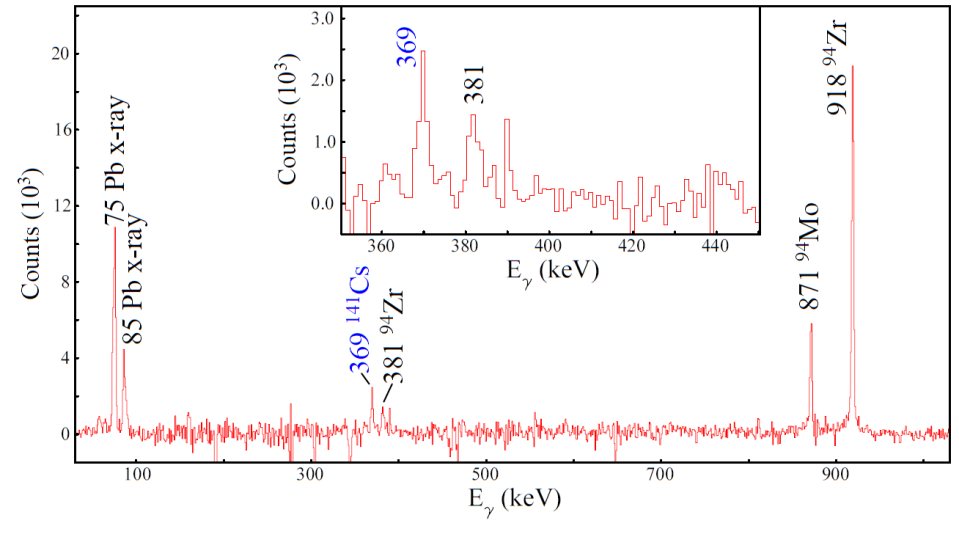 Counts (10³)
20
16
12
8
4
0
75 Pb x-ray
85 Pb x-ray
369 ¹⁴¹Cs
381 ⁹⁴Zr
871 ⁹⁴Mo
918 ⁹⁴Zr
100
300
500
700
900
E_γ (keV)
Counts (10³)
3.0
2.0
1.0
0.0
369
381
360
380
400
420
440
E_γ (keV)